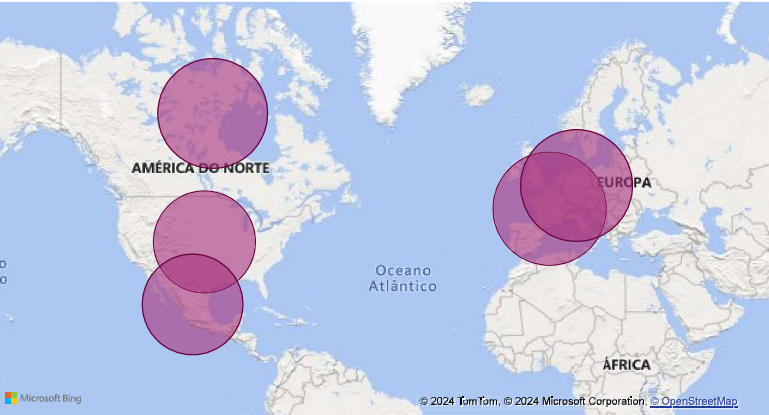 AMÉRICA DO NORTE
EUROPA
Oceano
Atlântico
ÁFRICA
Microsoft Bing
© 2024 TomTom, © 2024 Microsoft Corporation, © OpenStreetMap